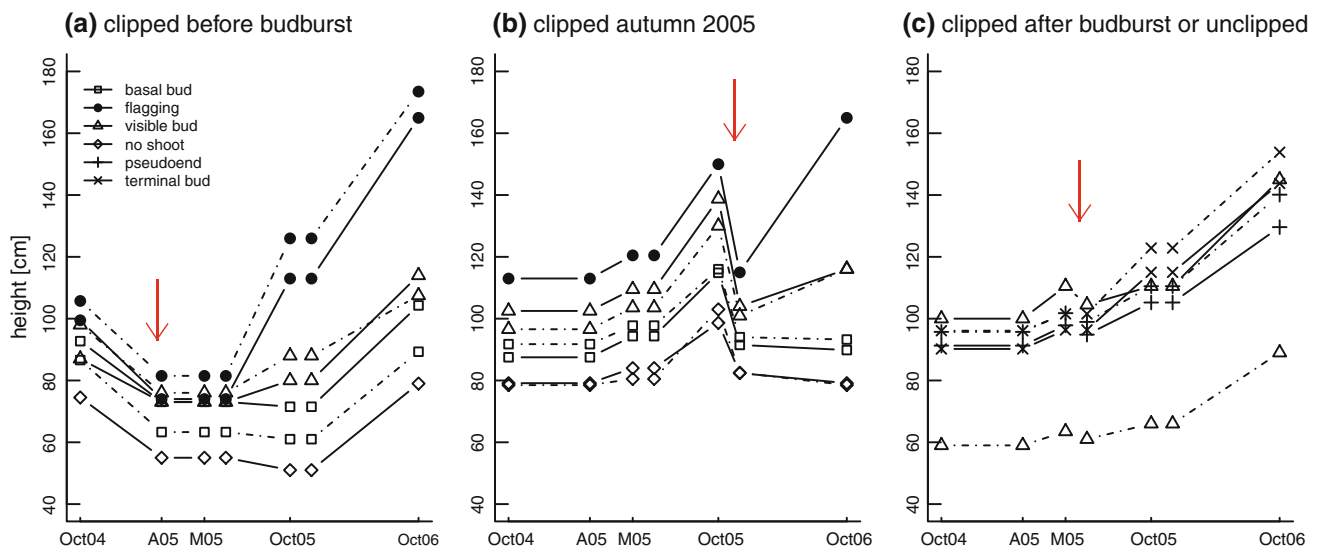 (a) clipped before budburst
(b) clipped autumn 2005
(c) clipped after budburst or unclipped
height [cm]
180
160
140
120
100
80
60
40
basal bud
flagging
visible bud
no shoot
pseudoend
terminal bud
Oct04 A05 M05 Oct05 Oct06
180
160
140
120
100
80
60
40
Oct04 A05 M05 Oct05 Oct06
180
160
140
120
100
80
60
40
Oct04 A05 M05 Oct05 Oct06